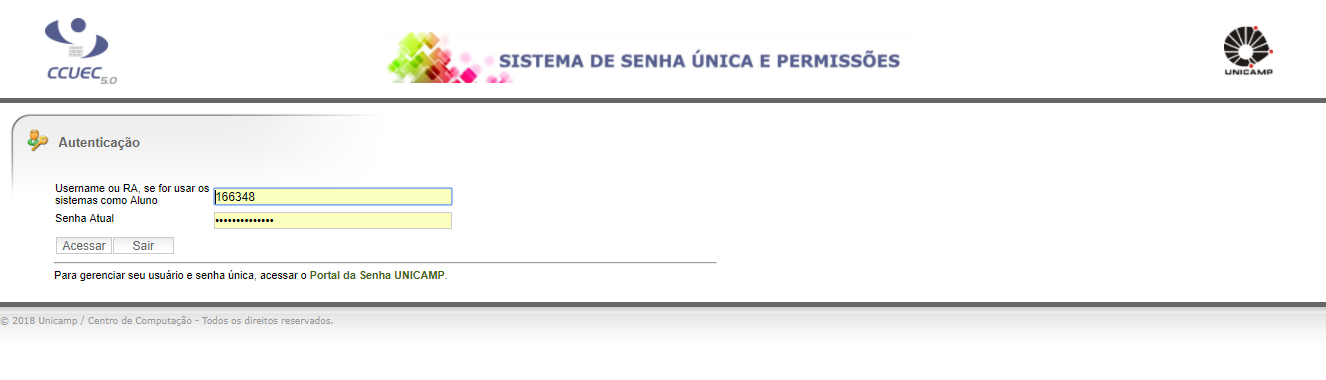 CCUEC 5.0
SISTEMA DE SENHA ÚNICA E PERMISSÕES
UNICAMP
Autenticação
Username ou RA, se for usar os
sistemas como Aluno
166348
Senha Atual
••••••••••••••
Acessar Sair
Para gerenciar seu usuário e senha única, acessar o Portal da Senha UNICAMP.
© 2018 Unicamp / Centro de Computação - Todos os direitos reservados.